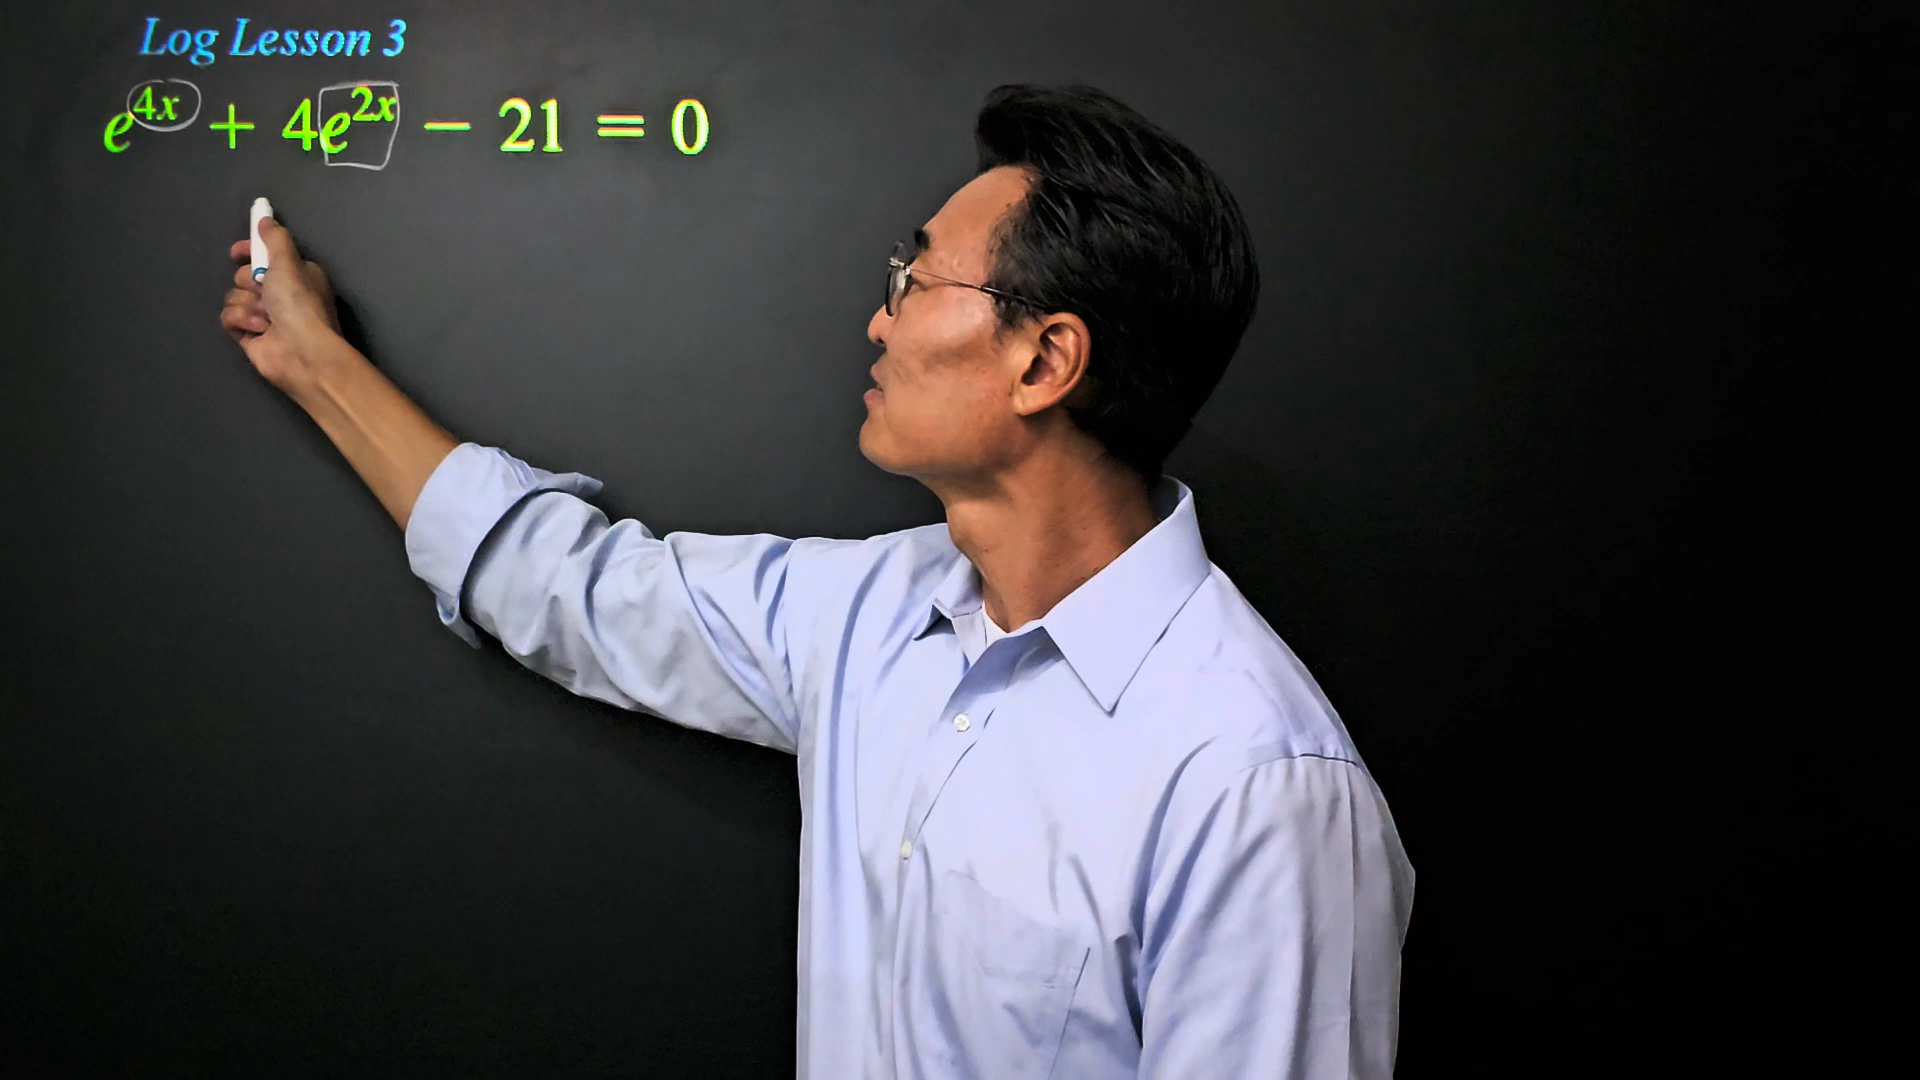 Log Lesson 3
e^{4x} + 4e^{2x} − 21 = 0